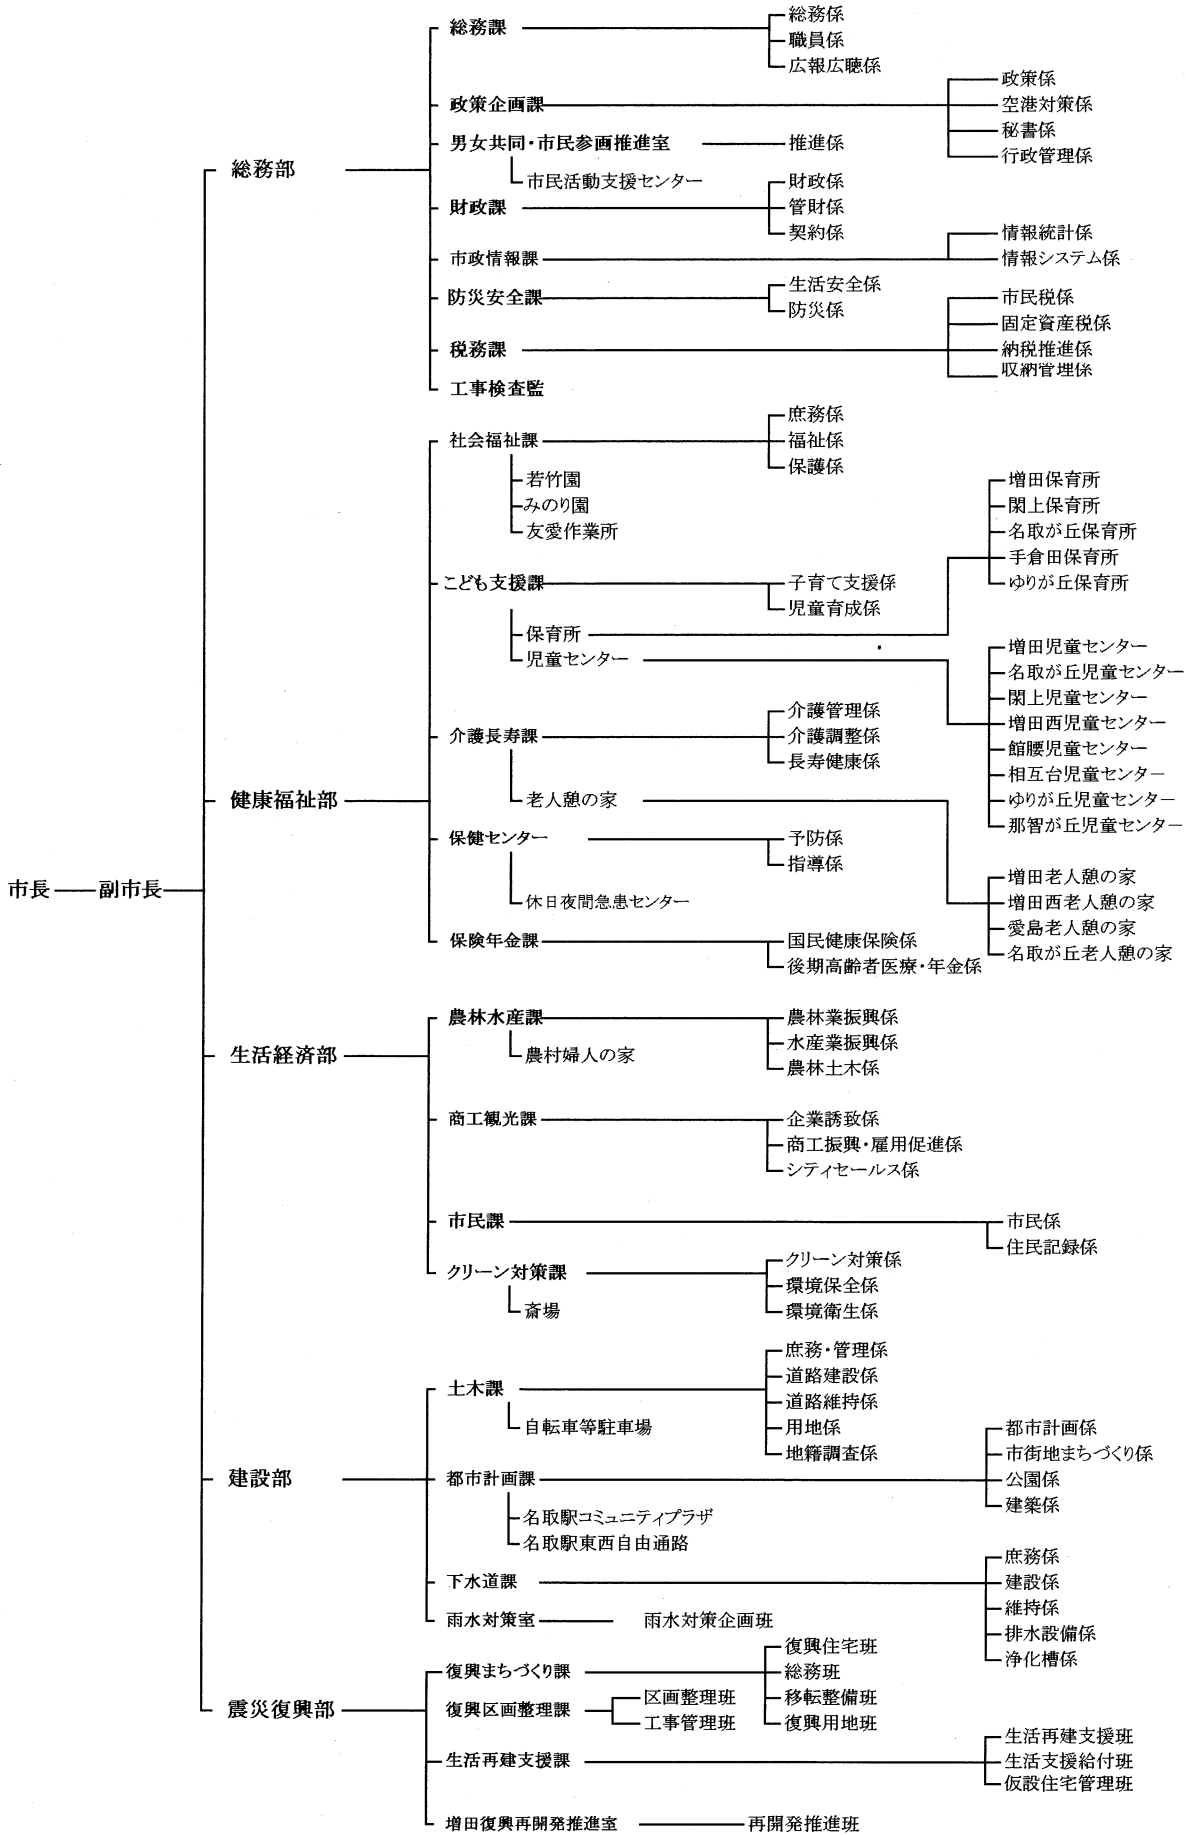 市長
副市長
総務部
総務課
総務係
職員係
広報広聴係
政策企画課
政策係
空港対策係
秘書係
行政管理係
男女共同・市民参画推進室
推進係
市民活動支援センター
財政課
財政係
管財係
契約係
市政情報課
情報統計係
情報システム係
防災安全課
生活安全係
防災係
税務課
市民税係
固定資産税係
納税推進係
収納管理係
工事検査監
健康福祉部
社会福祉課
庶務係
福祉係
保護係
若竹園
みのり園
友愛作業所
こども支援課
子育て支援係
児童育成係
保育所
増田保育所
閖上保育所
名取が丘保育所
手倉田保育所
ゆりが丘保育所
児童センター
増田児童センター
名取が丘児童センター
閖上児童センター
増田西児童センター
館腰児童センター
相互台児童センター
ゆりが丘児童センター
那智が丘児童センター
介護長寿課
介護管理係
介護調整係
長寿健康係
老人憩の家
増田老人憩の家
増田西老人憩の家
愛島老人憩の家
名取が丘老人憩の家
保健センター
予防係
指導係
休日夜間急患センター
保険年金課
国民健康保険係
後期高齢者医療・年金係
生活経済部
農林水産課
農林業振興係
水産業振興係
農林土木係
農村婦人の家
商工観光課
企業誘致係
商工振興・雇用促進係
シティセールス係
市民課
市民係
住民記録係
クリーン対策課
クリーン対策係
環境保全係
環境衛生係
斎場
建設部
土木課
庶務・管理係
道路建設係
道路維持係
用地係
地籍調査係
自転車等駐車場
都市計画課
都市計画係
市街地まちづくり係
公園係
建築係
名取駅コミュニティプラザ
名取駅東西自由通路
下水道課
庶務係
建設係
維持係
排水設備係
浄化槽係
雨水対策室
雨水対策企画班
震災復興部
復興まちづくり課
復興住宅班
総務班
移転整備班
復興用地班
復興区画整理課
区画整理班
工事管理班
生活再建支援課
生活再建支援班
生活支援給付班
仮設住宅管理班
増田復興再開発推進室
再開発推進班